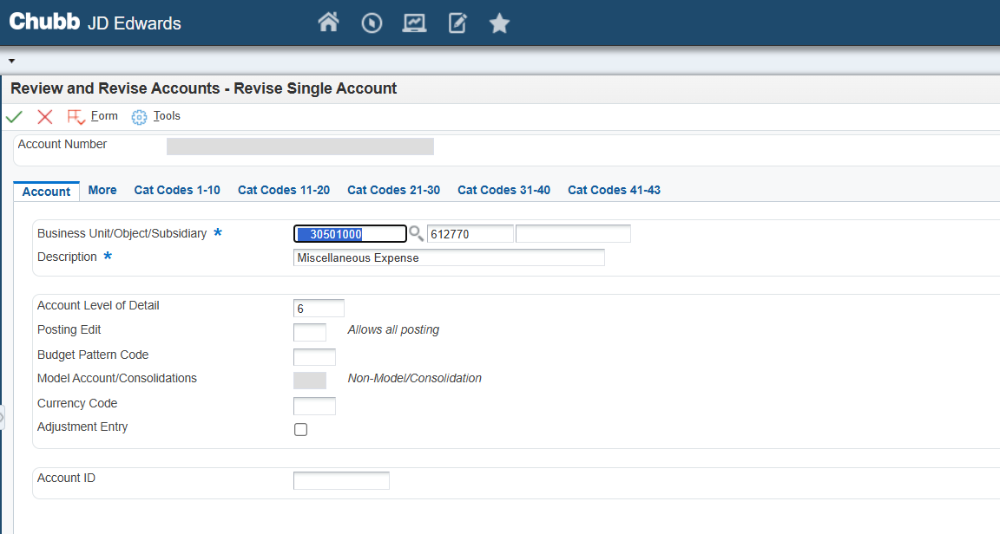 Chubb JD Edwards
Review and Revise Accounts - Revise Single Account
Form Tools
Account Number
Account More Cat Codes 1-10 Cat Codes 11-20 Cat Codes 21-30 Cat Codes 31-40 Cat Codes 41-43
Business Unit/Object/Subsidiary * 30501000 612770
Description * Miscellaneous Expense
Account Level of Detail 6
Posting Edit Allows all posting
Budget Pattern Code
Model Account/Consolidations Non-Model/Consolidation
Currency Code
Adjustment Entry
Account ID